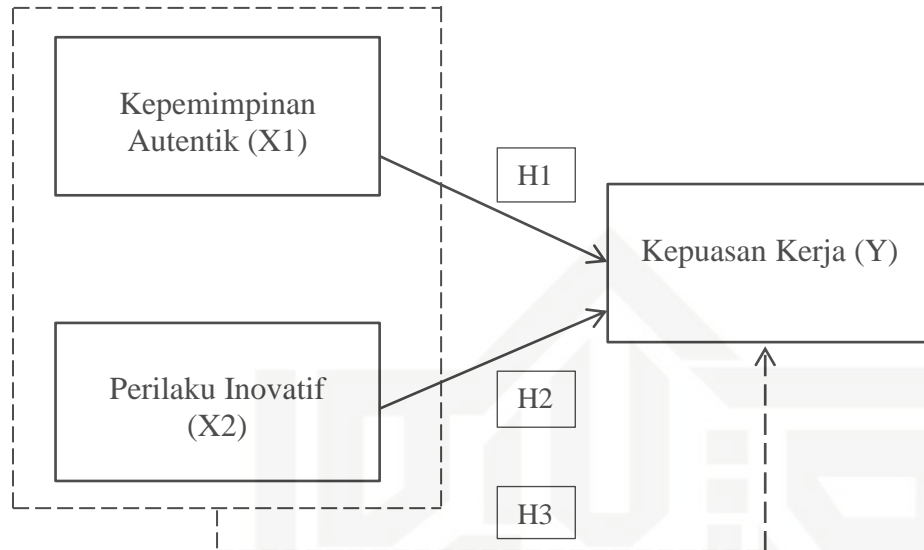 Kepemimpinan
Autentik (X1)
H1
Kepuasan Kerja (Y)
Perilaku Inovatif
(X2)
H2
H3